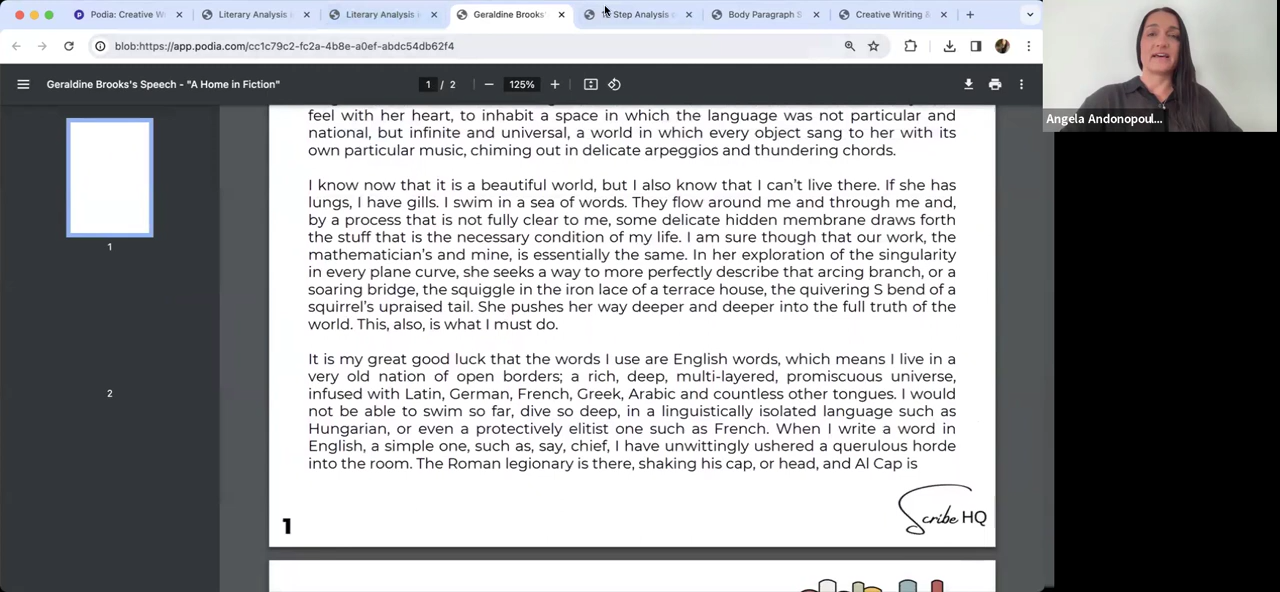 Podia: Creative W
Literary Analysis
Literary Analysis
Geraldine Brooks'
Step Analysis
Body Paragraph S
Creative Writing &
blob:https://app.podia.com/cc1c79c2-fc2a-4b8e-a0ef-abdc54db62f4
Geraldine Brooks's Speech - "A Home in Fiction"
1 / 2
125%
Angela Andonopoul...
feel with her heart, to inhabit a space in which the language was not particular and
national, but infinite and universal, a world in which every object sang to her with its
own particular music, chiming out in delicate arpeggios and thundering chords.
I know now that it is a beautiful world, but I also know that I can't live there. If she has
lungs, I have gills. I swim in a sea of words. They flow around me and through me and,
by a process that is not fully clear to me, some delicate hidden membrane draws forth
the stuff that is the necessary condition of my life. I am sure though that our work, the
mathematician's and mine, is essentially the same. In her exploration of the singularity
in every plane curve, she seeks a way to more perfectly describe that arcing branch, or a
soaring bridge, the squiggle in the iron lace of a terrace house, the quivering S bend of a
squirrel's upraised tail. She pushes her way deeper and deeper into the full truth of the
world. This, also, is what I must do.
It is my great good luck that the words I use are English words, which means I live in a
very old nation of open borders; a rich, deep, multi-layered, promiscuous universe,
infused with Latin, German, French, Greek, Arabic and countless other tongues. I would
not be able to swim so far, dive so deep, in a linguistically isolated language such as
Hungarian, or even a protectively elitist one such as French. When I write a word in
English, a simple one, such as, say, chief, I have unwittingly ushered a querulous horde
into the room. The Roman legionary is there, shaking his cap, or head, and Al Cap is
1
2
1
Scribe HQ